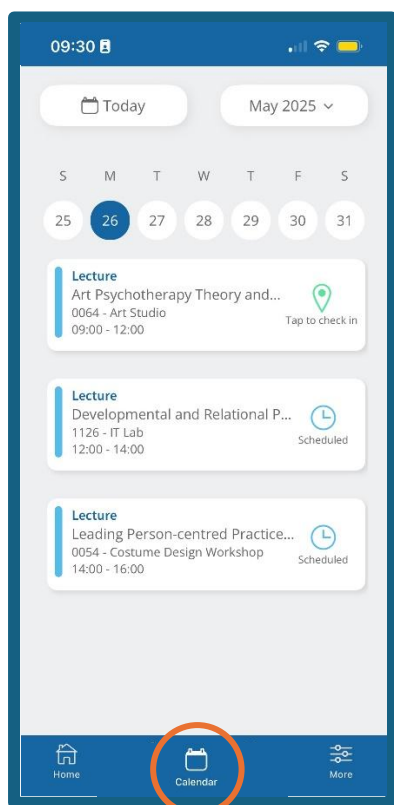 09:30
Today
May 2025
S M T W T F S
25 26 27 28 29 30 31
Lecture
Art Psychotherapy Theory and...
0064 - Art Studio
09:00 - 12:00
Tap to check in
Lecture
Developmental and Relational P...
1126 - IT Lab
12:00 - 14:00
Scheduled
Lecture
Leading Person-centred Practice...
0054 - Costume Design Workshop
14:00 - 16:00
Scheduled
Home
Calendar
More